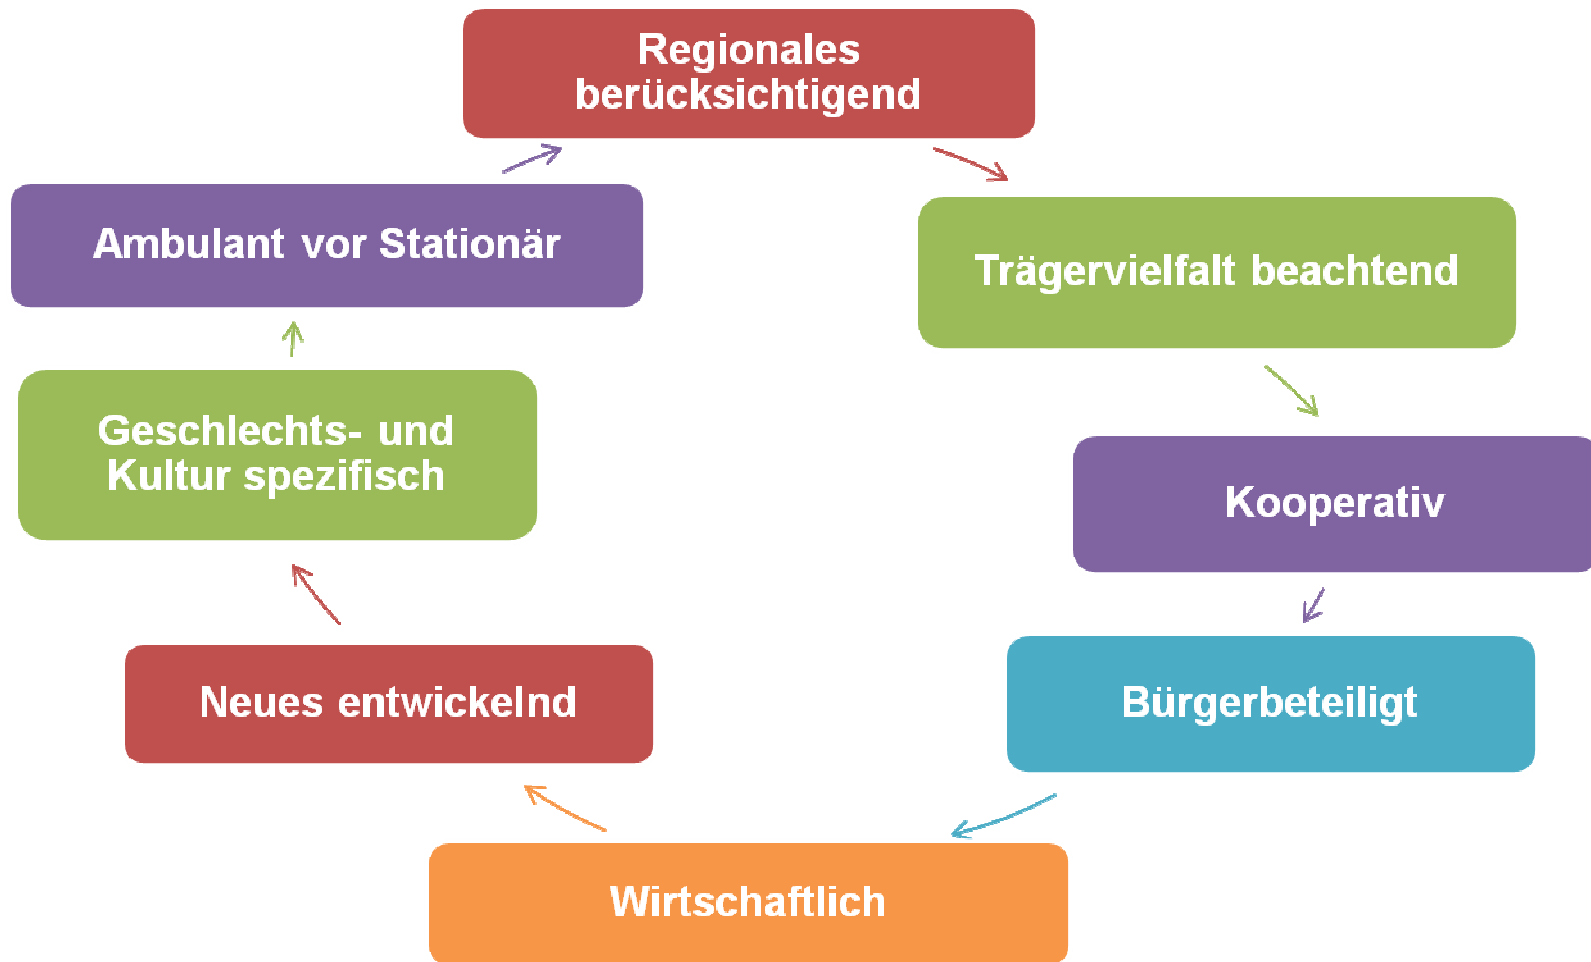 Regionales
berücksichtigend
Trägervielfalt beachtend
Kooperativ
Bürgerbeteiligt
Wirtschaftlich
Neues entwickelnd
Geschlechts- und
Kultur spezifisch
Ambulant vor Stationär